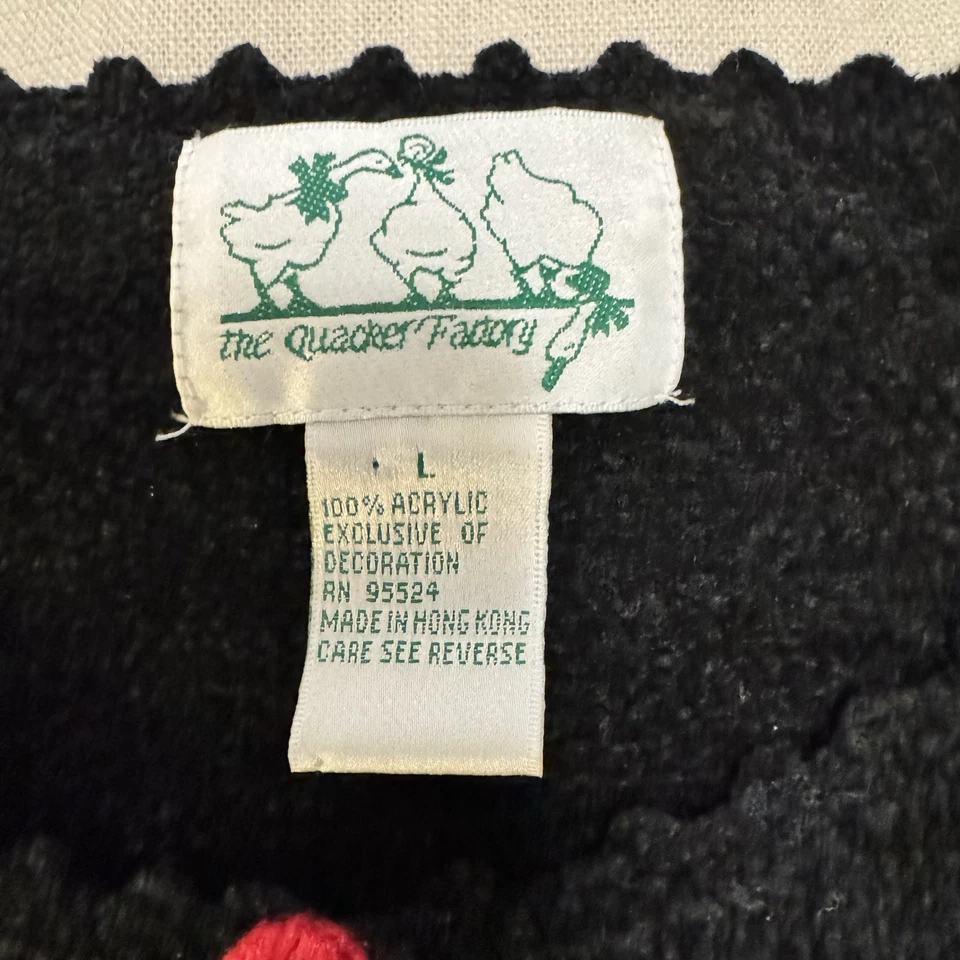 the Quacker Factory
L
100% ACRYLIC
EXCLUSIVE OF
DECORATION
RN 95524
MADE IN HONG KONG
CARE SEE REVERSE